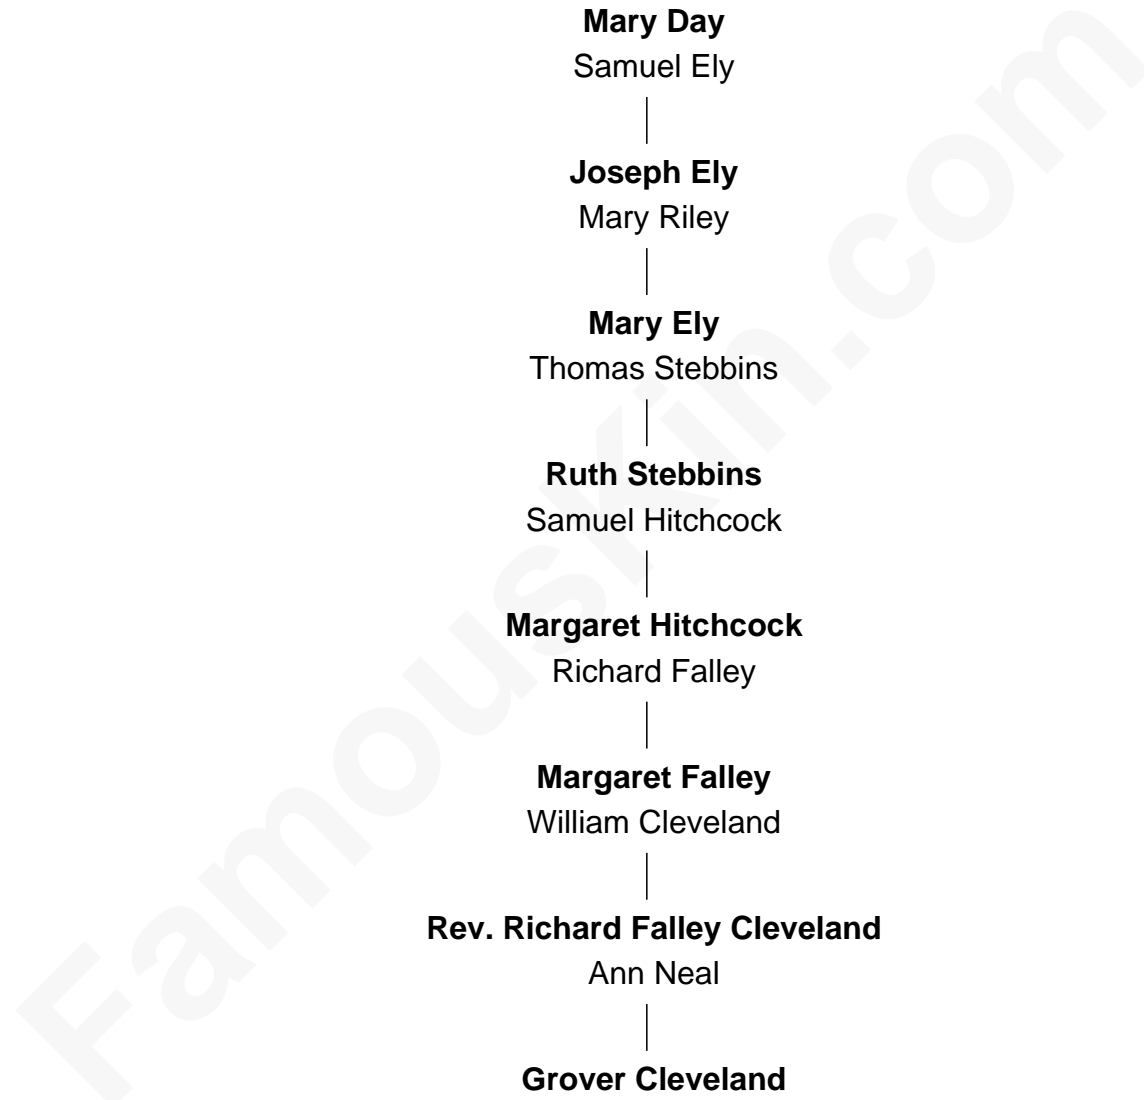 Mary Day
Samuel Ely
Joseph Ely
Mary Riley
Mary Ely
Thomas Stebbins
Ruth Stebbins
Samuel Hitchcock
Margaret Hitchcock
Richard Falley
Margaret Falley
William Cleveland
Rev. Richard Falley Cleveland
Ann Neal
Grover Cleveland
FamousKin.com